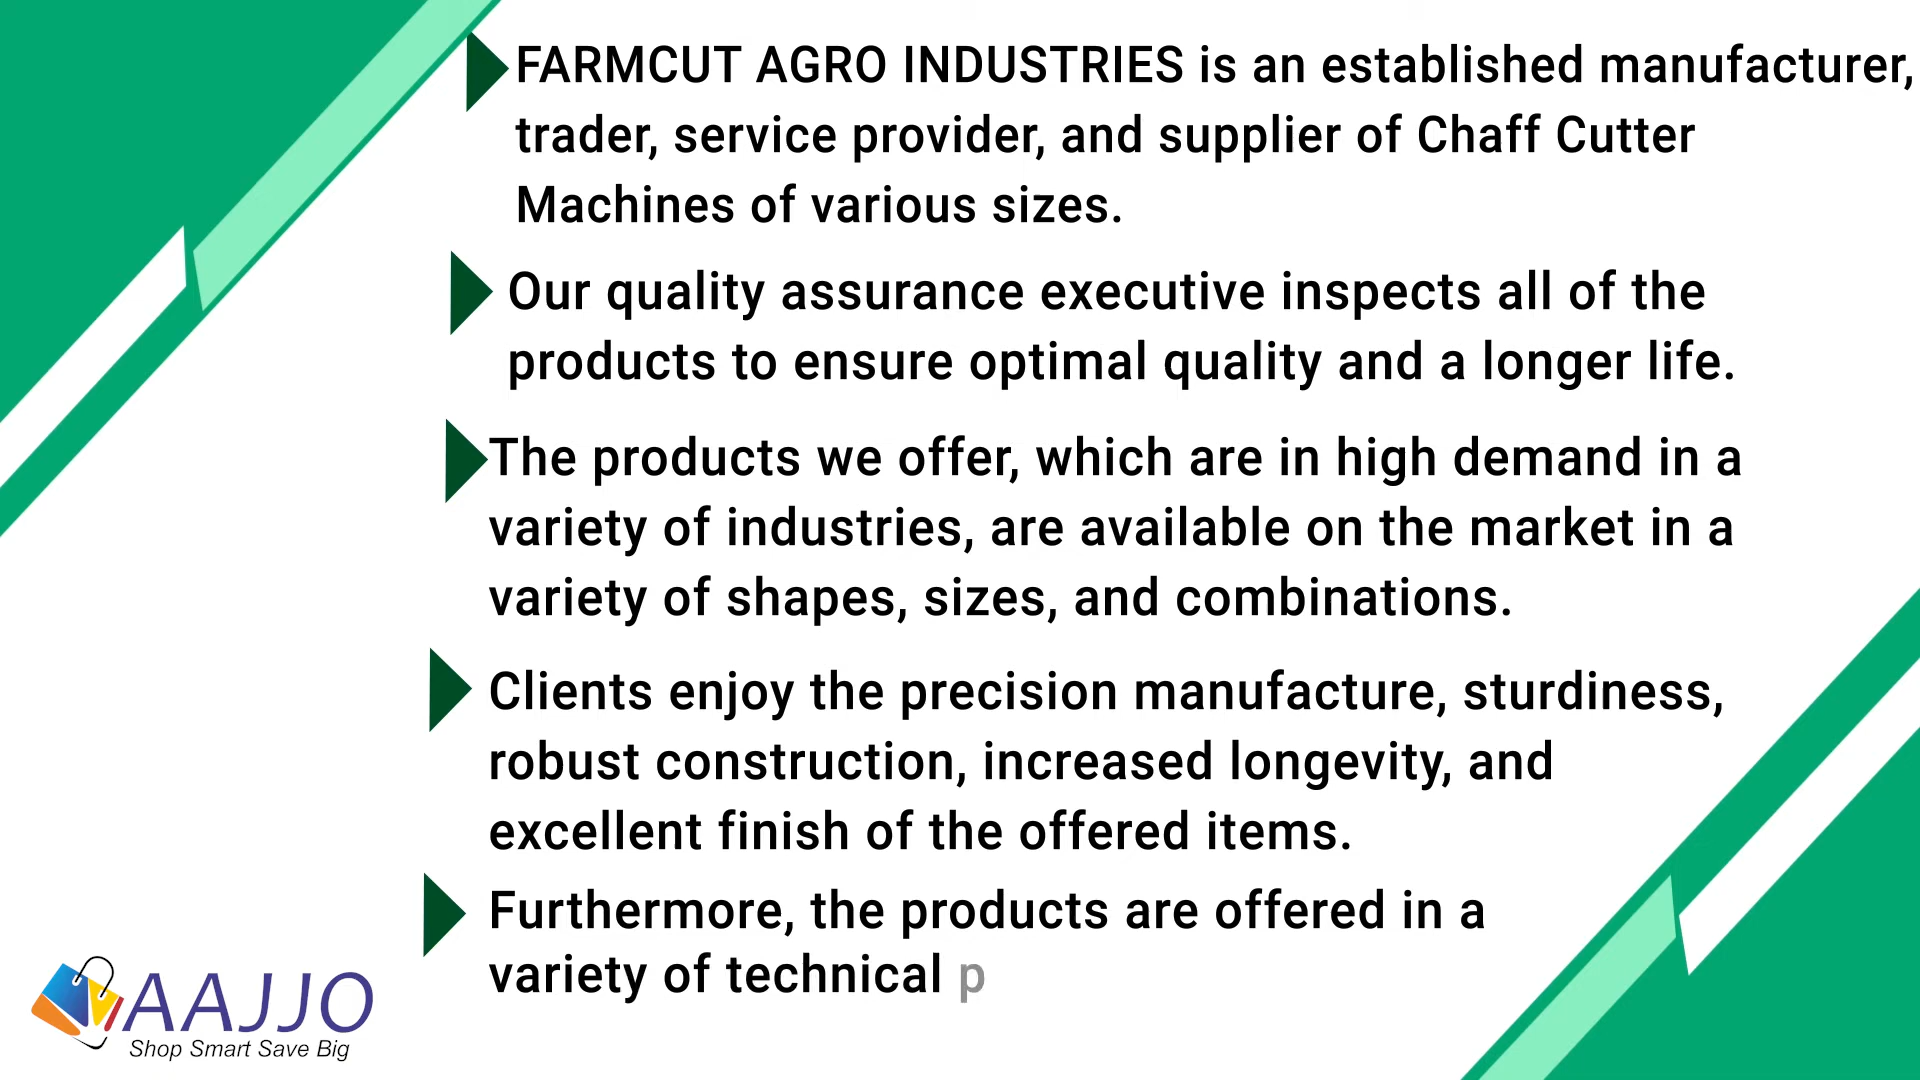 FARMCUT AGRO INDUSTRIES is an established manufacturer,
trader, service provider, and supplier of Chaff Cutter
Machines of various sizes.
Our quality assurance executive inspects all of the
products to ensure optimal quality and a longer life.
The products we offer, which are in high demand in a
variety of industries, are available on the market in a
variety of shapes, sizes, and combinations.
Clients enjoy the precision manufacture, sturdiness,
robust construction, increased longevity, and
excellent finish of the offered items.
Furthermore, the products are offered in a
variety of technical p
AAJJO
Shop Smart Save Big